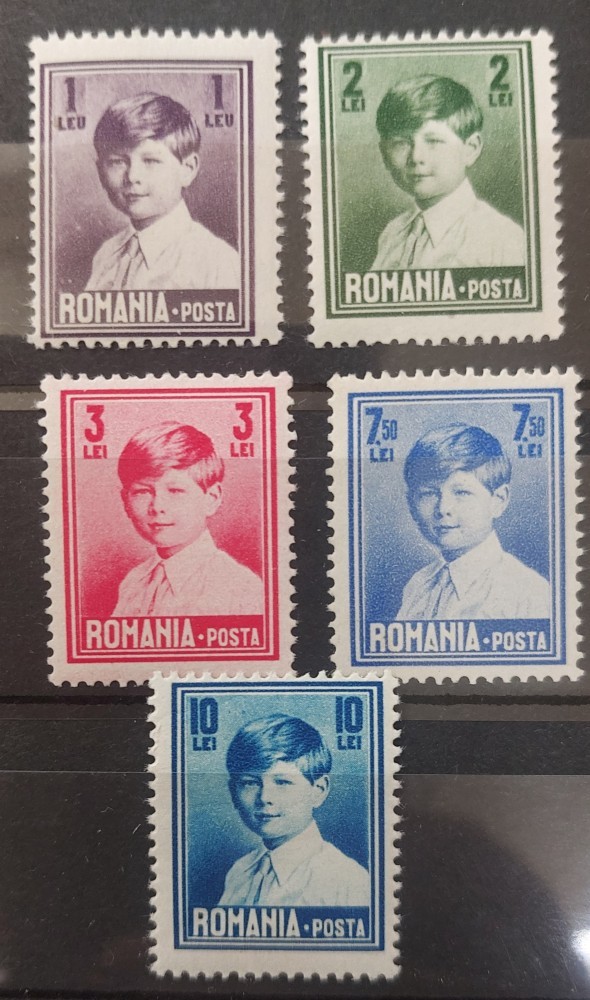 1 1
LEU LEU
ROMANIA · POSTA
2 2
LEI LEI
ROMANIA · POSTA
3 3
LEI LEI
ROMANIA · POSTA
7.50 7.50
LEI LEI
ROMANIA · POSTA
10 10
LEI LEI
ROMANIA · POSTA